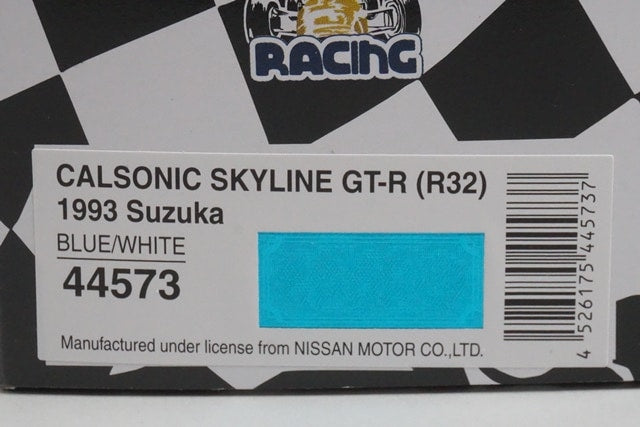 RACING
CALSONIC SKYLINE GT-R (R32)
1993 Suzuka
BLUE/WHITE
44573
Manufactured under license from NISSAN MOTOR CO.,LTD.
4 526175 445737